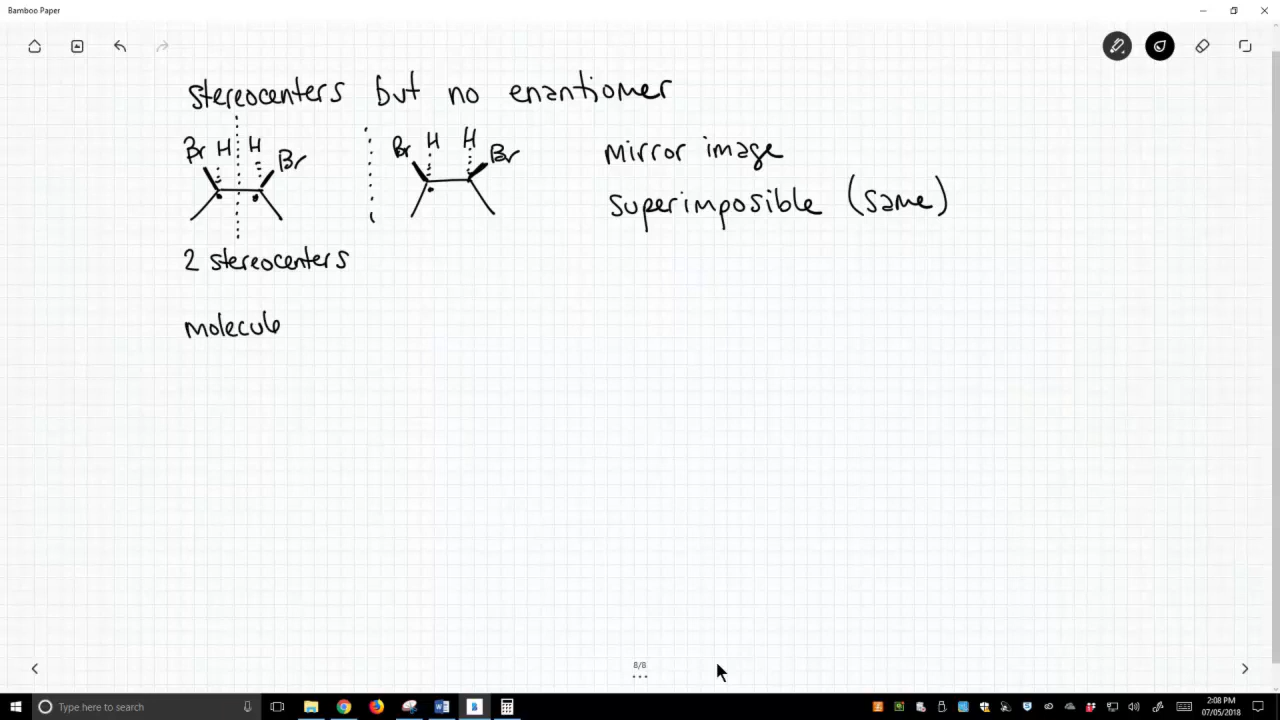 Bamboo Paper
stereocenters but no enantiomer
Br H H Br Br H H Br
mirror image
superimposible (same)
2 stereocenters
molecule
8/8
Type here to search
2:08 PM
07/05/2018